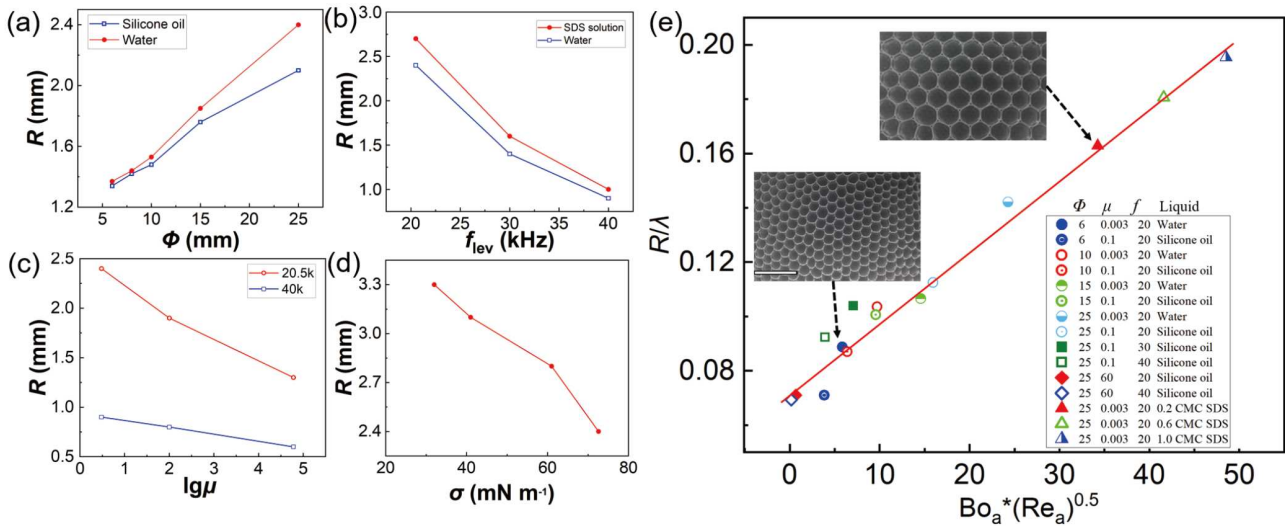 (a)
Silicone oil
Water
2.4
2.0
1.6
1.2
R (mm)
5 10 15 20 25
Φ (mm)
(b)
SDS solution
Water
3.0
2.5
2.0
1.5
1.0
R (mm)
20 25 30 35 40
f_lev (kHz)
(c)
20.5k
40k
2.5
2.0
1.5
1.0
0.5
R (mm)
0 1 2 3 4 5
lgμ
(d)
3.6
3.3
3.0
2.7
2.4
R (mm)
20 40 60 80
σ (mN m⁻¹)
(e)
0.20
0.16
0.12
0.08
R/λ
Φ μ f Liquid
6 0.003 20 Water
6 0.1 20 Silicone oil
10 0.003 20 Water
10 0.1 20 Silicone oil
15 0.003 20 Water
15 0.1 20 Silicone oil
25 0.003 20 Water
25 0.1 20 Silicone oil
25 0.1 30 Silicone oil
25 0.1 40 Silicone oil
25 60 20 Silicone oil
25 60 40 Silicone oil
25 0.003 20 0.2 CMC SDS
25 0.003 20 0.6 CMC SDS
25 0.003 20 1.0 CMC SDS
0 10 20 30 40 50
Bo_a*(Re_a)^0.5